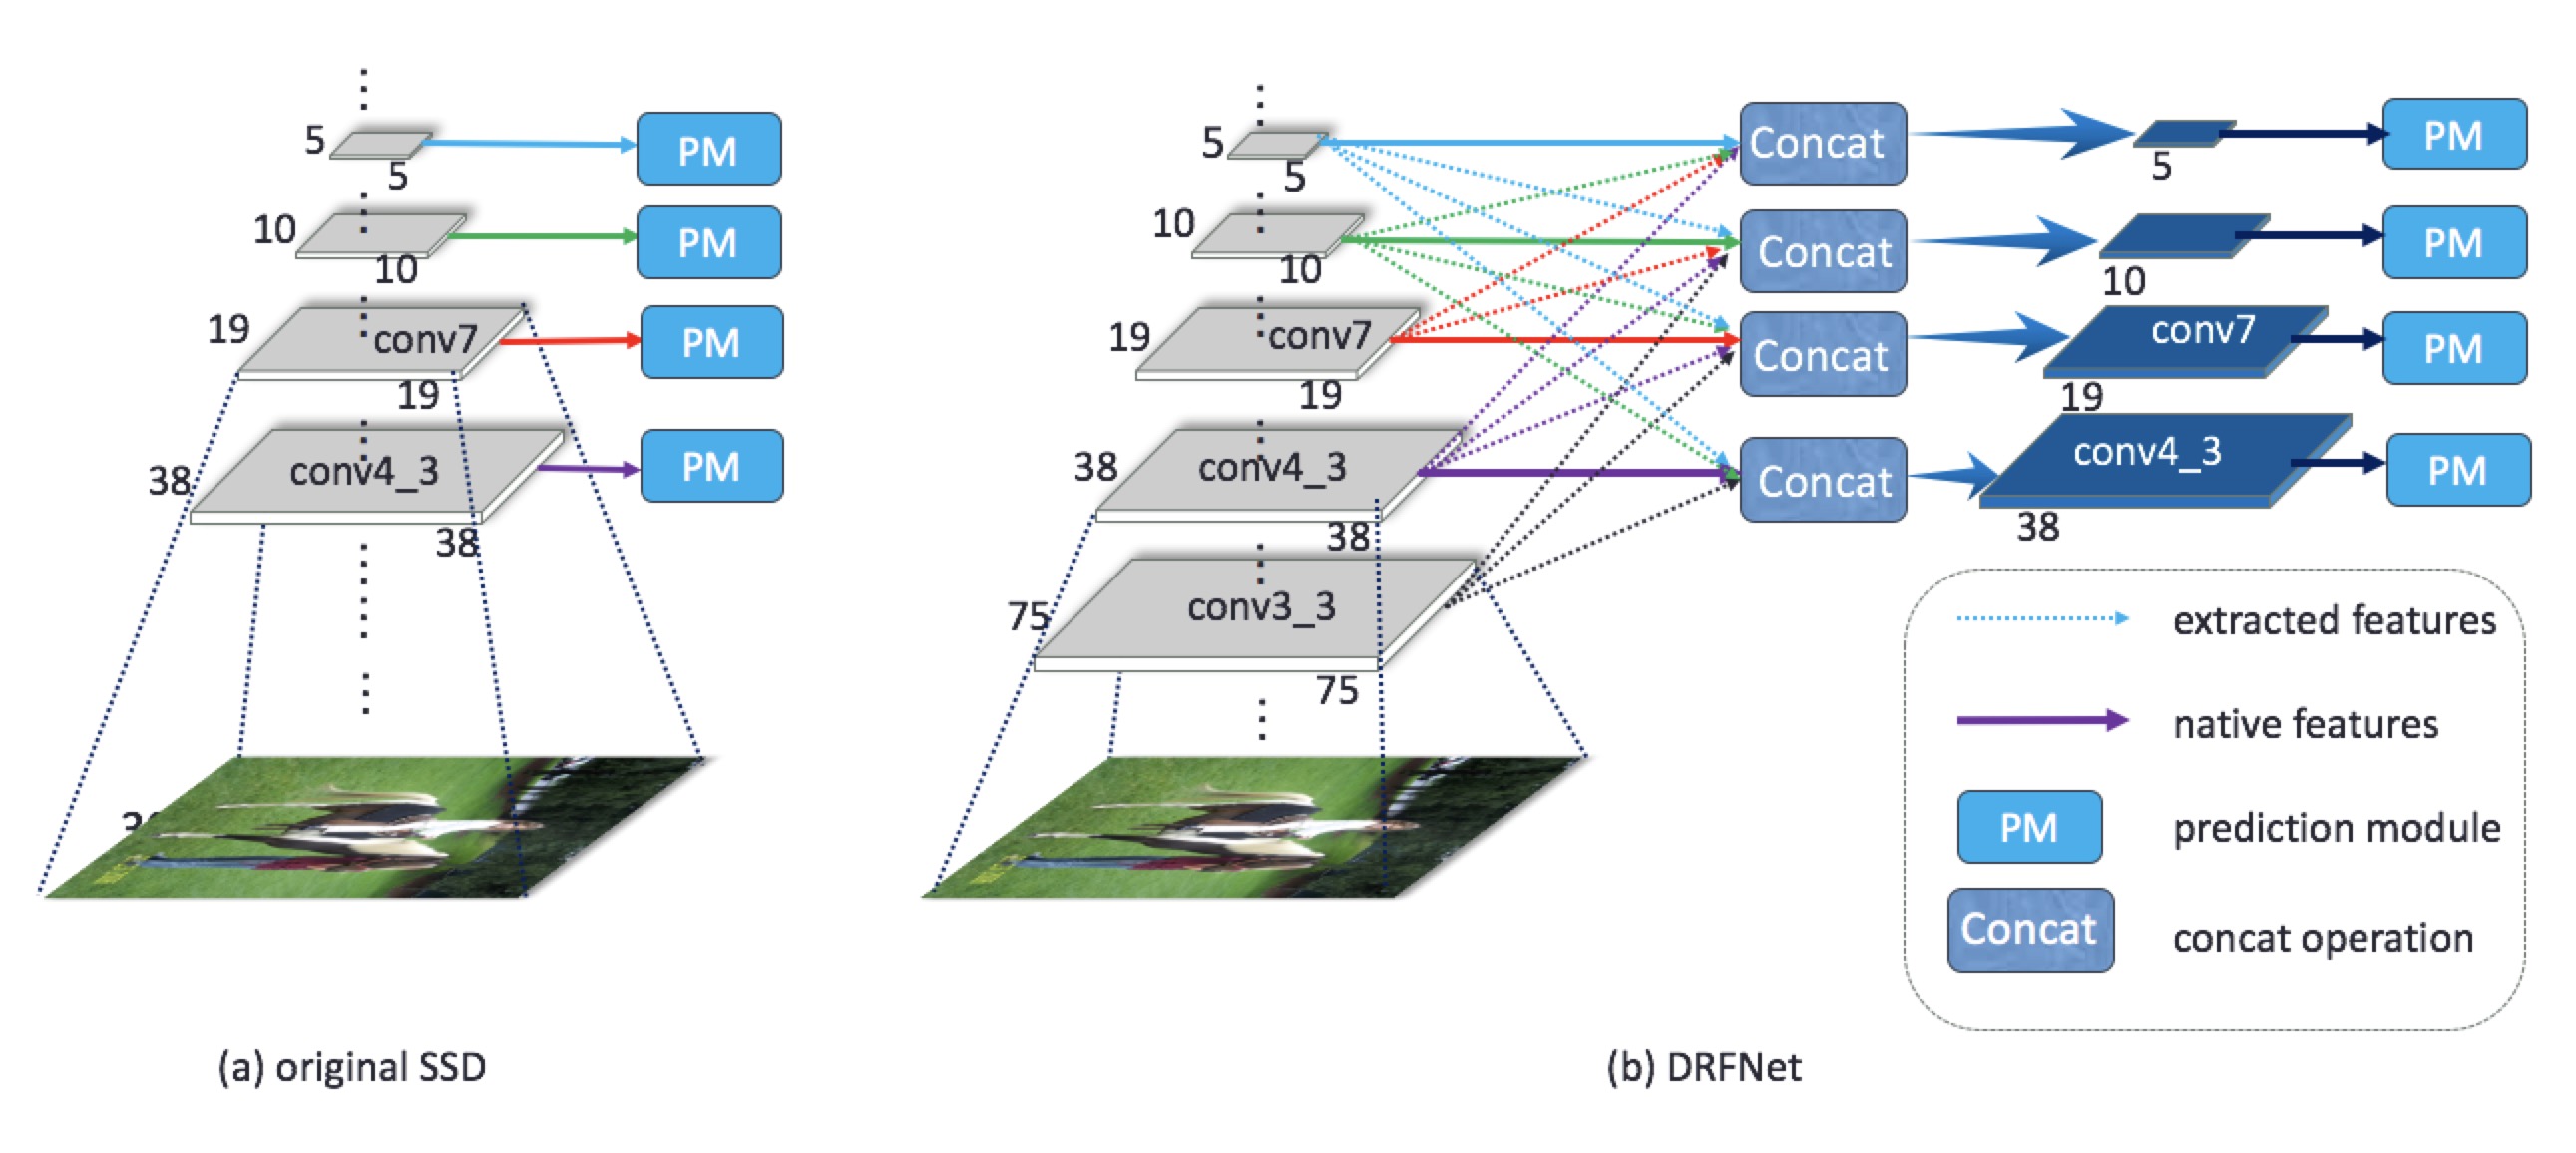 5
5
PM
10
10
PM
19
conv7
19
PM
38
conv4_3
38
PM
(a) original SSD
5
5
Concat
5
PM
10
10
Concat
10
PM
19
conv7
19
Concat
conv7
19
PM
38
conv4_3
38
Concat
conv4_3
38
PM
75
conv3_3
75
extracted features
native features
PM prediction module
Concat concat operation
(b) DRFNet